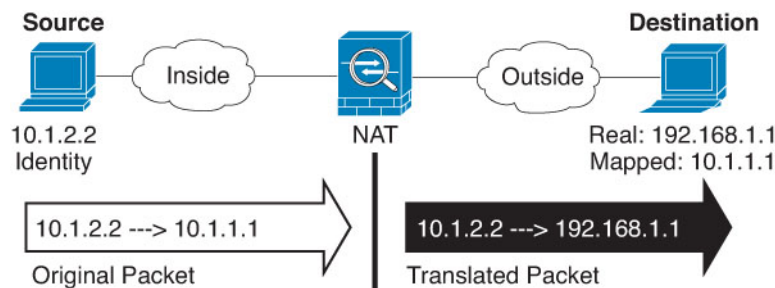 Source
Destination
Inside
Outside
10.1.2.2
Identity
NAT
Real: 192.168.1.1
Mapped: 10.1.1.1
10.1.2.2 ---> 10.1.1.1
10.1.2.2 ---> 192.168.1.1
Original Packet
Translated Packet